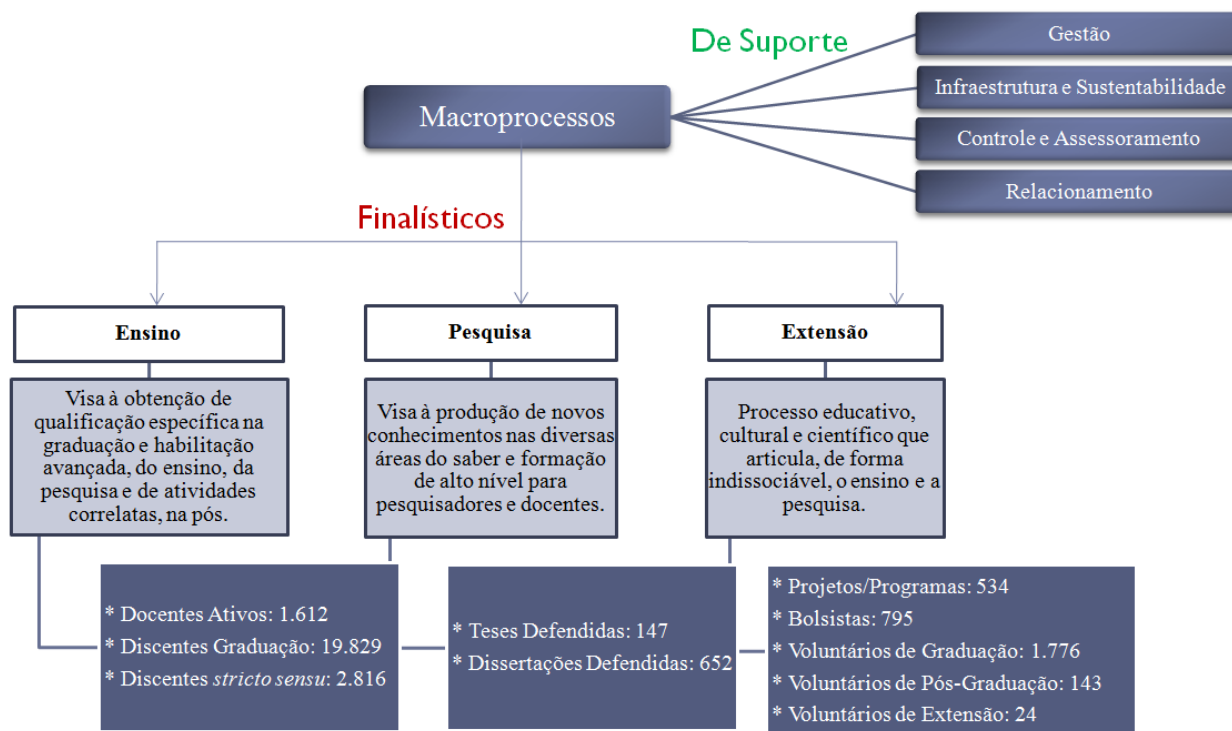 De Suporte
Gestão
Infraestrutura e Sustentabilidade
Controle e Assessoramento
Relacionamento
Macroprocessos
Finalísticos
Ensino
Visa à obtenção de
qualificação específica na
graduação e habilitação
avançada, do ensino, da
pesquisa e de atividades
correlatas, na pós.
* Docentes Ativos: 1.612
* Discentes Graduação: 19.829
* Discentes stricto sensu: 2.816
Pesquisa
Visa à produção de novos
conhecimentos nas diversas
áreas do saber e formação
de alto nível para
pesquisadores e docentes.
* Teses Defendidas: 147
* Dissertações Defendidas: 652
Extensão
Processo educativo,
cultural e científico que
articula, de forma
indissociável, o ensino e a
pesquisa.
* Projetos/Programas: 534
* Bolsistas: 795
* Voluntários de Graduação: 1.776
* Voluntários de Pós-Graduação: 143
* Voluntários de Extensão: 24